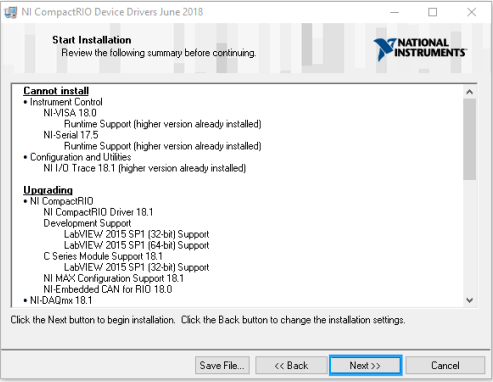 NI CompactRIO Device Drivers June 2018
Start Installation
Review the following summary before continuing.
NATIONAL
INSTRUMENTS
Cannot install
• Instrument Control
NI-VISA 18.0
Runtime Support (higher version already installed)
NI-Serial 17.5
Runtime Support (higher version already installed)
• Configuration and Utilities
NI I/O Trace 18.1 (higher version already installed)
Upgrading
• NI CompactRIO
NI CompactRIO Driver 18.1
Development Support
LabVIEW 2015 SP1 (32-bit) Support
LabVIEW 2015 SP1 (64-bit) Support
C Series Module Support 18.1
LabVIEW 2015 SP1 (32-bit) Support
NI MAX Configuration Support 18.1
NI-Embedded CAN for RIO 18.0
• NI-DAQmx 18.1
Click the Next button to begin installation. Click the Back button to change the installation settings.
Save File... << Back Next >> Cancel